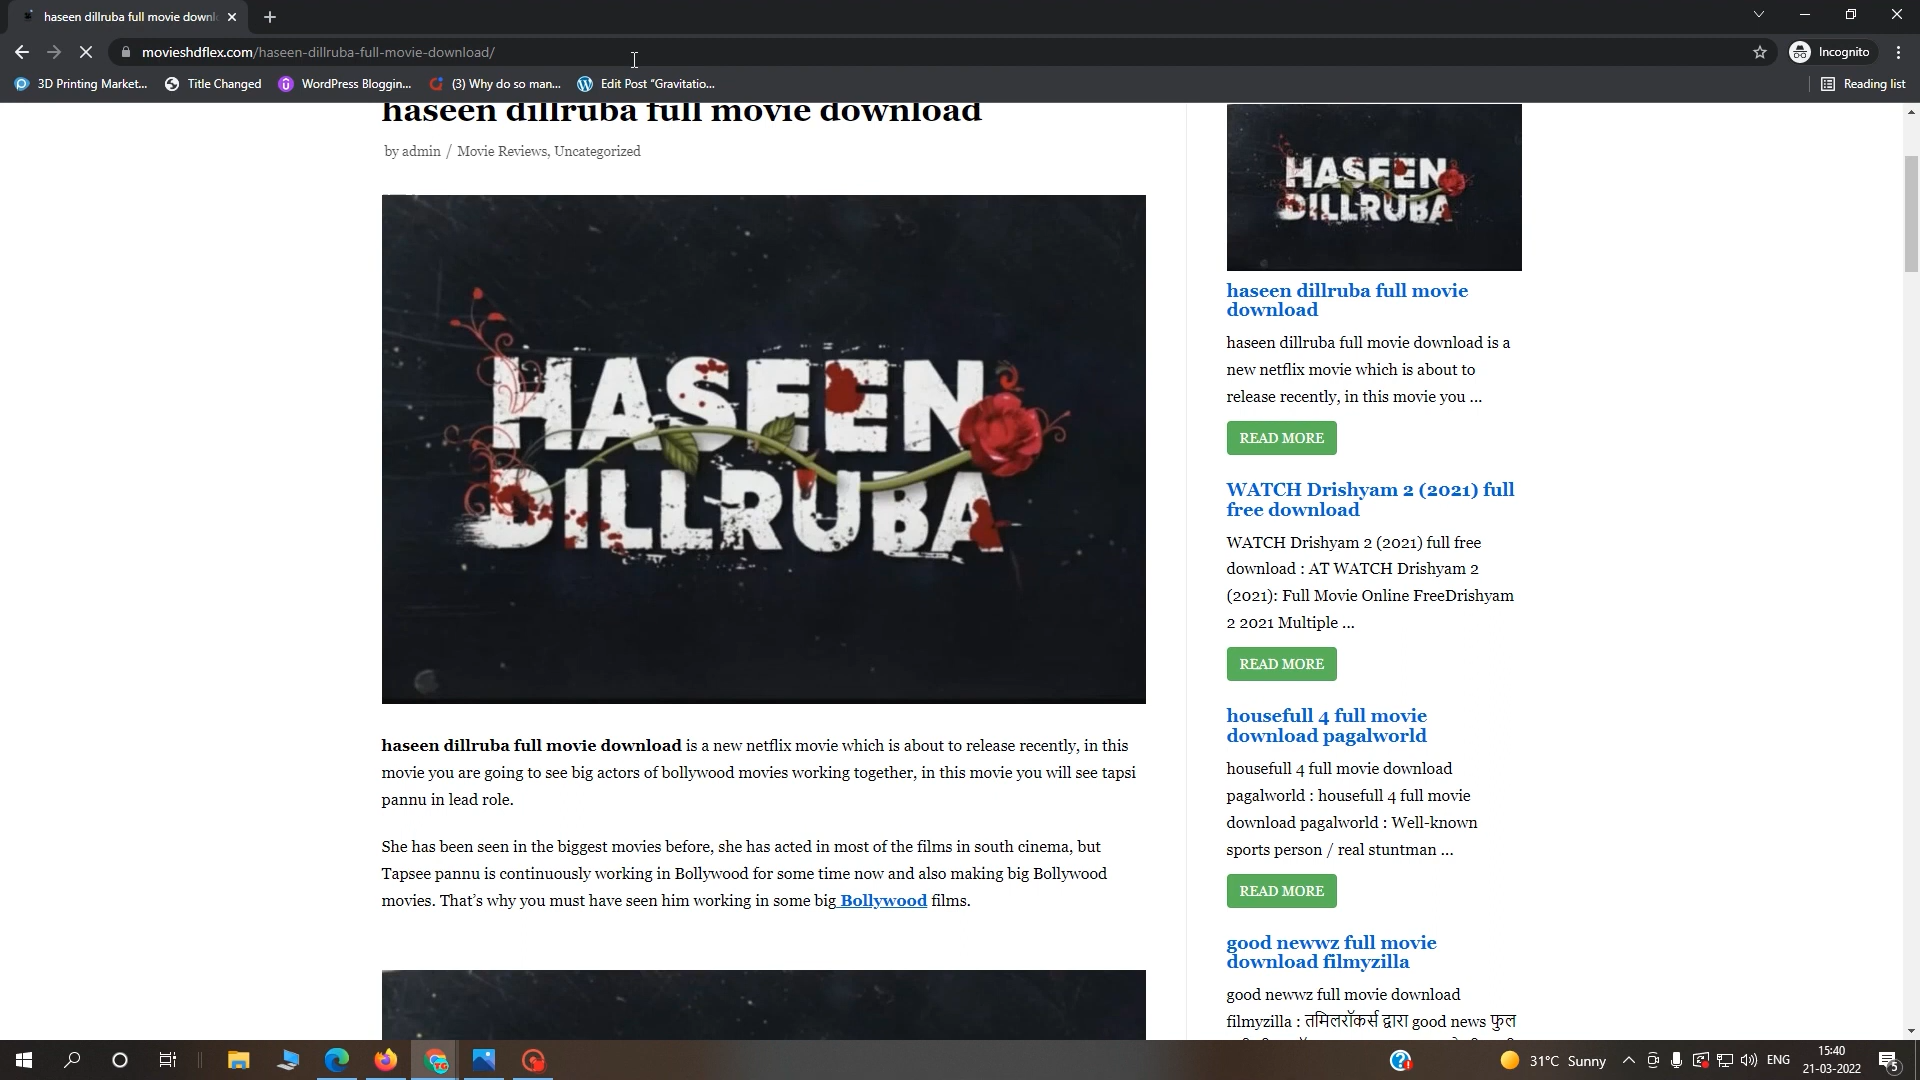 haseen dillruba full movie downl
movieshdflex.com/haseen-dillruba-full-movie-download/
Incognito
3D Printing Market...
Title Changed
WordPress Bloggin...
(3) Why do so man...
Edit Post “Gravitatio...
Reading list
haseen dillruba full movie download
by admin / Movie Reviews, Uncategorized
HASEEN
DILLRUBA
haseen dillruba full movie download is a new netflix movie which is about to release recently, in this
movie you are going to see big actors of bollywood movies working together, in this movie you will see tapsi
pannu in lead role.
She has been seen in the biggest movies before, she has acted in most of the films in south cinema, but
Tapsee pannu is continuously working in Bollywood for some time now and also making big Bollywood
movies. That’s why you must have seen him working in some big Bollywood films.
HASEEN
DILLRUBA
haseen dillruba full movie
download
haseen dillruba full movie download is a
new netflix movie which is about to
release recently, in this movie you ...
READ MORE
WATCH Drishyam 2 (2021) full
free download
WATCH Drishyam 2 (2021) full free
download : AT WATCH Drishyam 2
(2021): Full Movie Online FreeDrishyam
2 2021 Multiple ...
READ MORE
housefull 4 full movie
download pagalworld
housefull 4 full movie download
pagalworld : housefull 4 full movie
download pagalworld : Well-known
sports person / real stuntman ...
READ MORE
good newwz full movie
download filmyzilla
good newwz full movie download
filmyzilla : तमिलरॉकर्स द्वारा good news फुल
31°C Sunny
ENG
15:40
21-03-2022
5